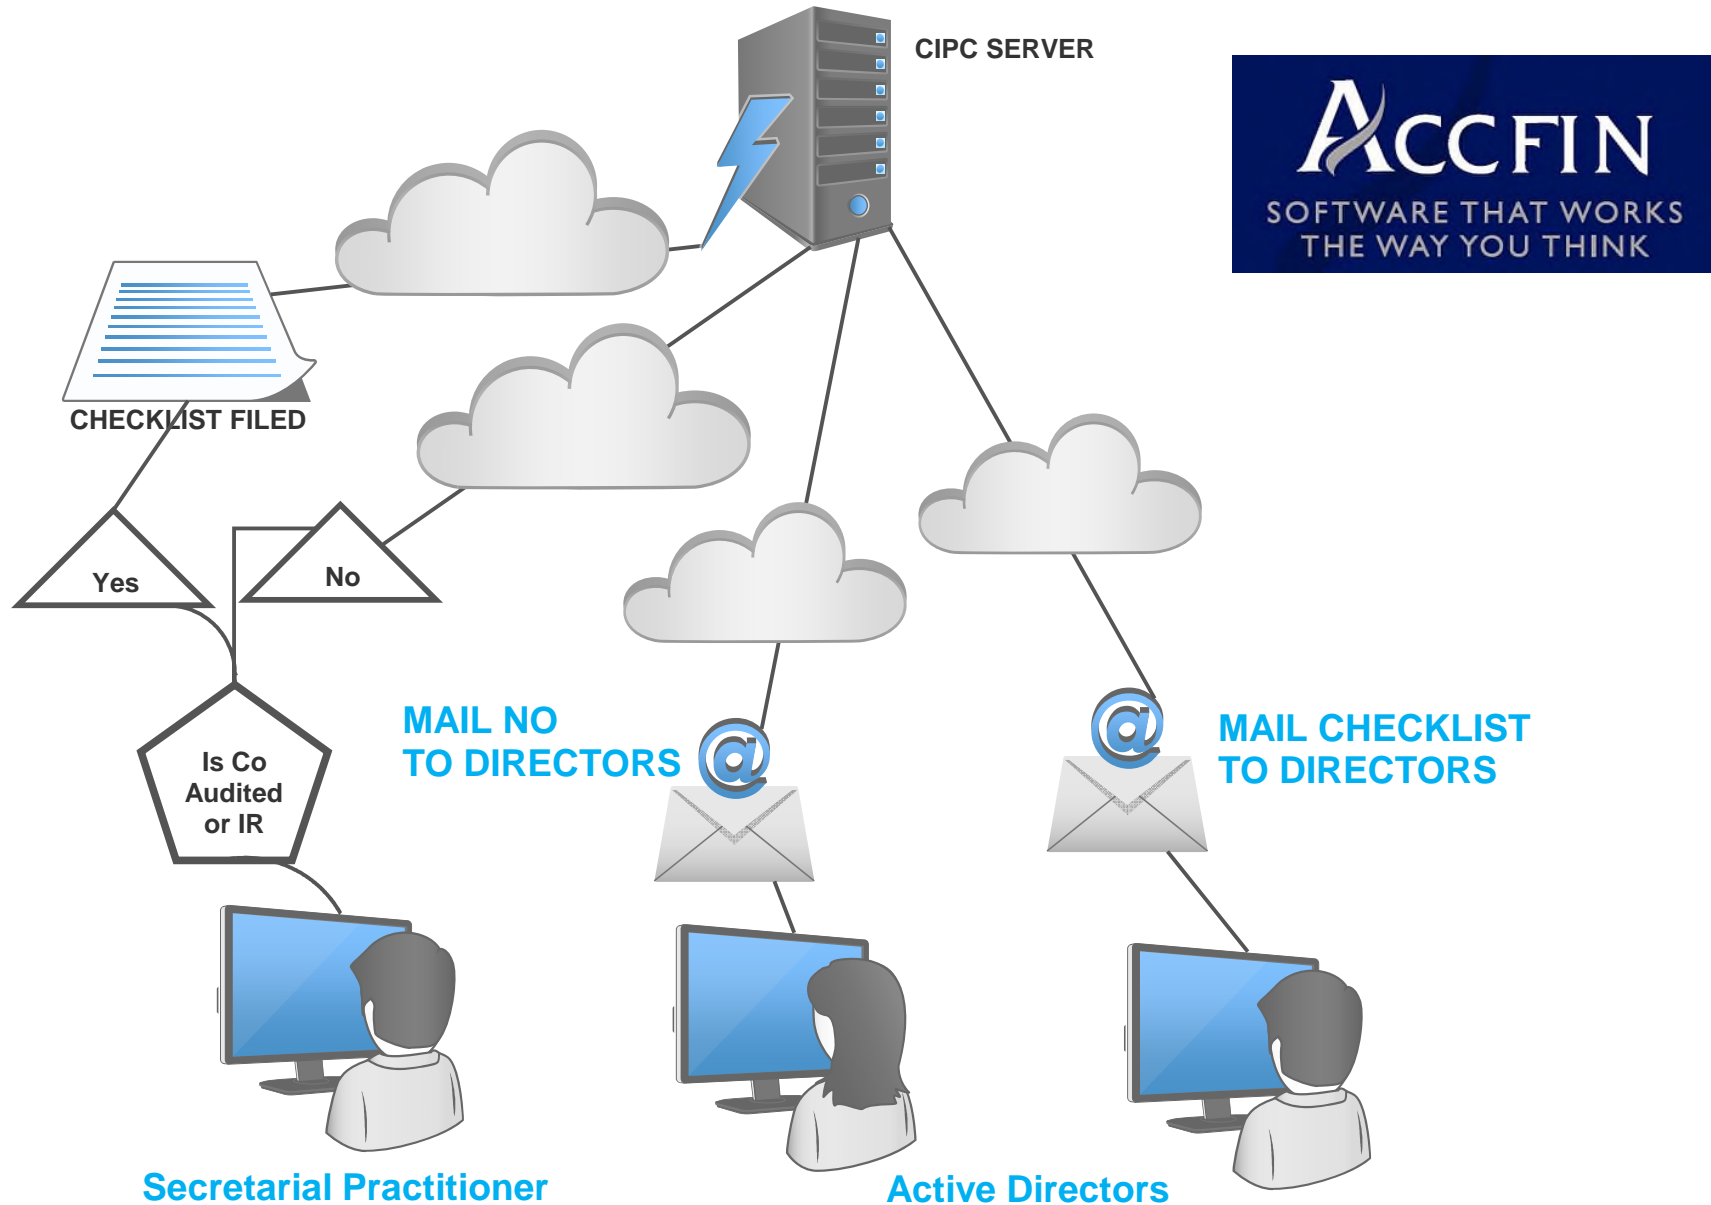 CIPC SERVER
ACCFIN
SOFTWARE THAT WORKS
THE WAY YOU THINK
CHECKLIST FILED
Yes
No
Is Co
Audited
or IR
MAIL NO
TO DIRECTORS
@
MAIL CHECKLIST
TO DIRECTORS
@
Secretarial Practitioner
Active Directors